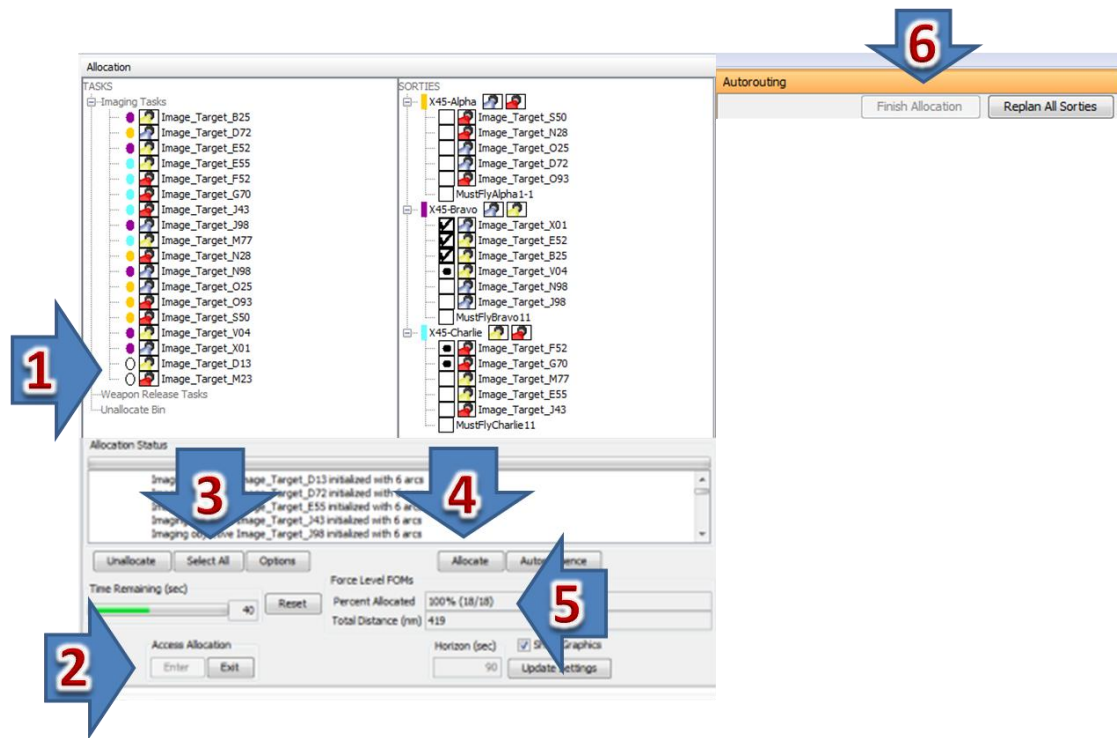 6
Allocation
Autorouting
Finish Allocation Replan All Sorties
TASKS
Imaging Tasks
Image_Target_B25
Image_Target_D72
Image_Target_E52
Image_Target_E55
Image_Target_F52
Image_Target_G70
Image_Target_J43
Image_Target_J98
Image_Target_M77
Image_Target_N28
Image_Target_N98
Image_Target_O25
Image_Target_O93
Image_Target_S50
Image_Target_V04
Image_Target_X01
Image_Target_D13
Image_Target_M23
Weapon Release Tasks
Unallocate Bin
1
SORTIES
X45-Alpha
Image_Target_S50
Image_Target_N28
Image_Target_O25
Image_Target_D72
Image_Target_O93
MustFlyAlpha1-1
X45-Bravo
Image_Target_X01
Image_Target_E52
Image_Target_B25
Image_Target_V04
Image_Target_N98
Image_Target_J98
MustFlyBravo11
X45-Charlie
Image_Target_F52
Image_Target_G70
Image_Target_M77
Image_Target_E55
Image_Target_J43
MustFlyCharlie11
Allocation Status
Image_Target_D13 initialized with 6 arcs
Image_Target_D72 initialized with
Image_Target_E55 initialized with 6 arcs
Image_Target_J43 initialized with 6 arcs
Imaging objective Image_Target_J98 initialized with 6 arcs
3
4
Unallocate Select All Options Allocate
Time Remaining (sec)
40 Reset
Force Level FOMs
Percent Allocated 100% (18/18)
Total Distance (nm) 419
5
2
Access Allocation
Enter Exit
Horizon (sec) Graphics
90 Update Settings